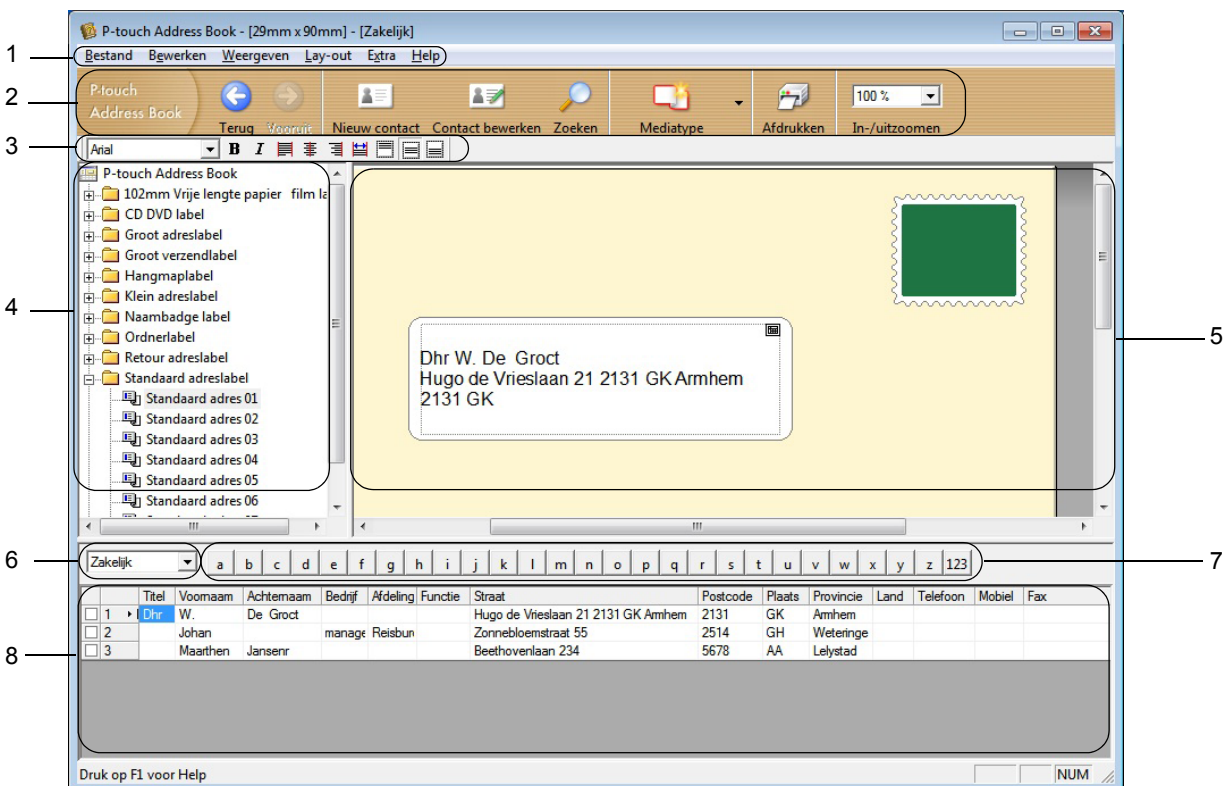 P-touch Address Book - [29mm x 90mm] - [Zakelijk]
1
Bestand Bewerken Weergeven Lay-out Extra Help
2
P-touch
Address Book
Terug Vooruit Nieuw contact Contact bewerken Zoeken Mediatype Afdrukken In-/uitzoomen
100 %
3
Arial B I
4
P-touch Address Book
102mm Vrije lengte papier film la
CD DVD label
Groot adreslabel
Groot verzendlabel
Hangmaplabel
Klein adreslabel
Naambadge label
Ordnerlabel
Retour adreslabel
Standaard adreslabel
Standaard adres 01
Standaard adres 02
Standaard adres 03
Standaard adres 04
Standaard adres 05
Standaard adres 06
5
Dhr W. De Groct
Hugo de Vrieslaan 21 2131 GK Armhem
2131 GK
6
Zakelijk
a b c d e f g h i j k l m n o p q r s t u v w x y z 123
7
8
Titel Voornaam Achternaam Bedrijf Afdeling Functie Straat Postcode Plaats Provincie Land Telefoon Mobiel Fax
1 Dhr W. De Groct Hugo de Vrieslaan 21 2131 GK Armhem 2131 GK Armhem
2 Johan manage Reisburo Zonnebloemstraat 55 2514 GH Weteringe
3 Maarthen Jansenr Beethovenlaan 234 5678 AA Lelystad
Druk op F1 voor Help
NUM